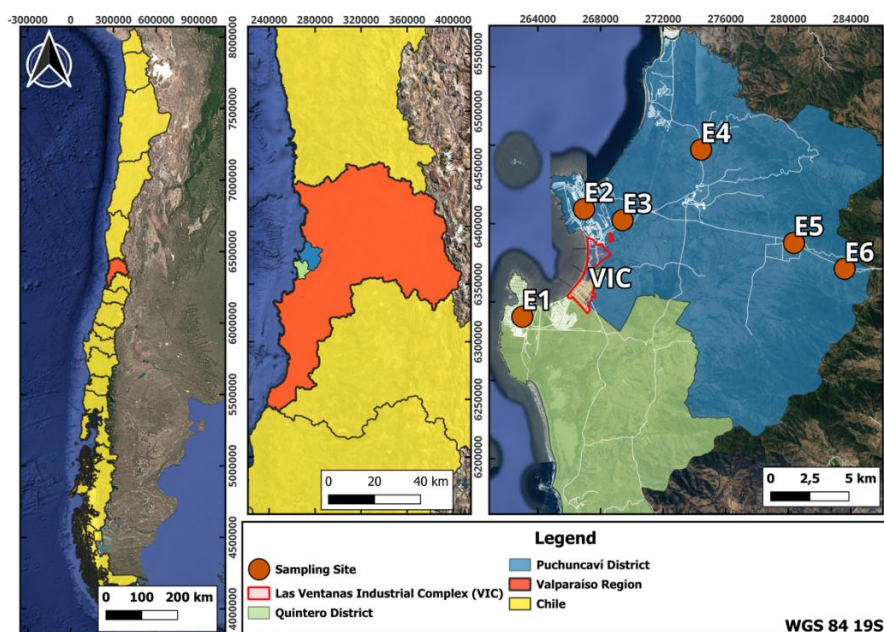 -300000 0 300000 600000 900000
240000 280000 320000 360000 400000
264000 268000 272000 276000 280000 284000
8000000
7500000
7000000
6500000
6000000
5500000
5000000
4500000
4000000
6550000
6500000
6450000
6400000
6350000
6300000
6250000
6200000
E4
E2
E3
E5
E6
VIC
E1
0 100 200 km
0 20 40 km
0 2,5 5 km
Legend
Sampling Site
Las Ventanas Industrial Complex (VIC)
Quintero District
Puchuncaví District
Valparaíso Region
Chile
WGS 84 19S